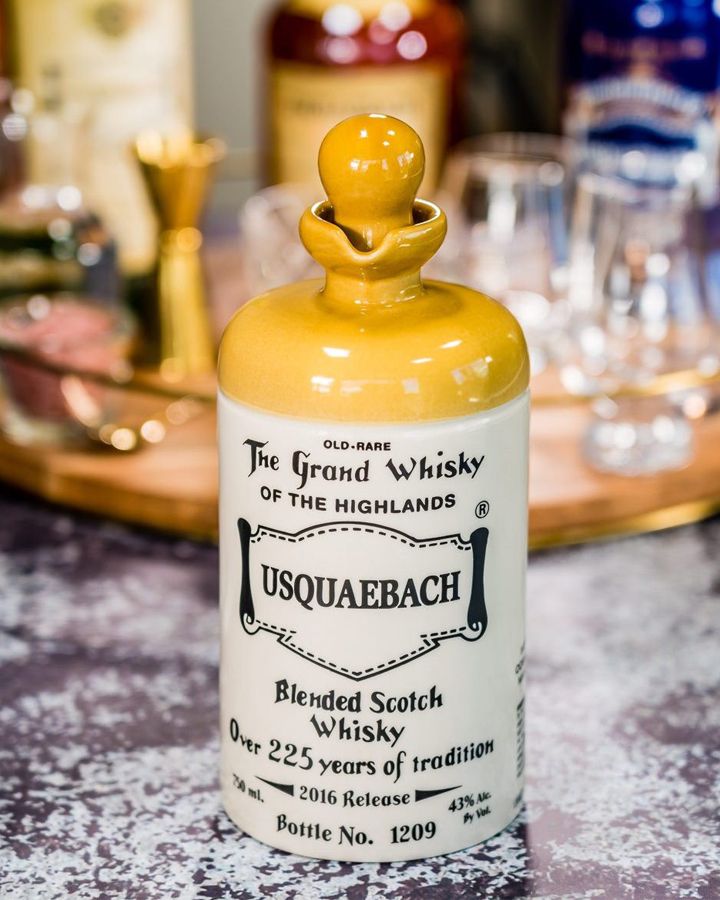 OLD-RARE
The Grand Whisky
OF THE HIGHLANDS
®
USQUAEBACH
Blended Scotch
Whisky
Over 225 years of tradition
750 ml.
2016 Release
43% Alc.
By Vol.
Bottle No. 1209